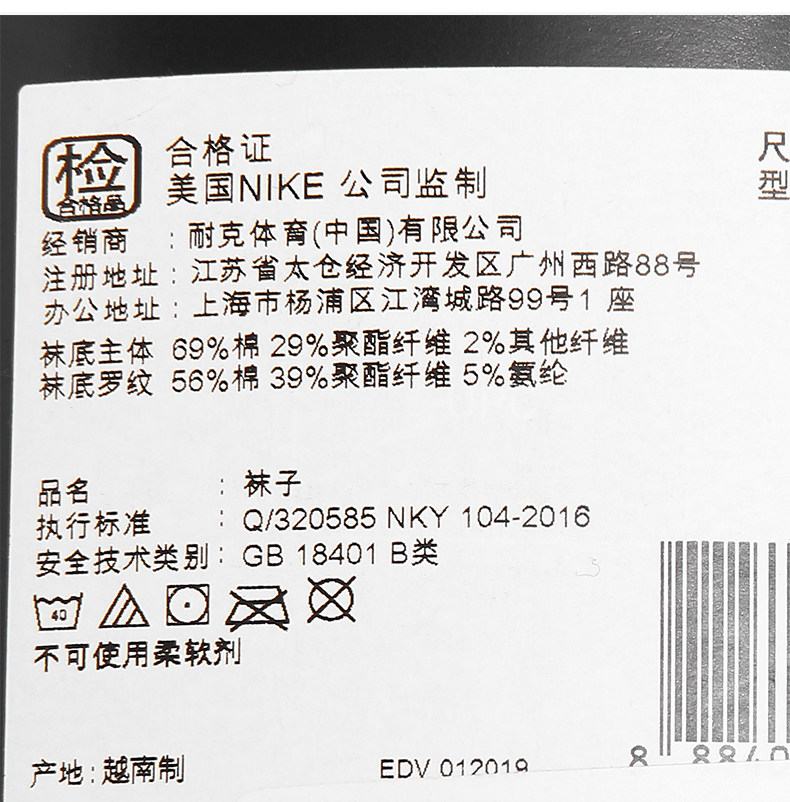 检
合格品
合格证
美国NIKE 公司监制
尺
型
经销商 : 耐克体育(中国)有限公司
注册地址 : 江苏省太仓经济开发区广州西路88号
办公地址 : 上海市杨浦区江湾城路99号1 座
袜底主体 69%棉 29%聚酯纤维 2%其他纤维
袜底罗纹 56%棉 39%聚酯纤维 5%氨纶
品名 : 袜子
执行标准 : Q/320585 NKY 104-2016
安全技术类别 : GB 18401 B类
40
不可使用柔软剂
产地 : 越南制
EDV 012019
8 8840